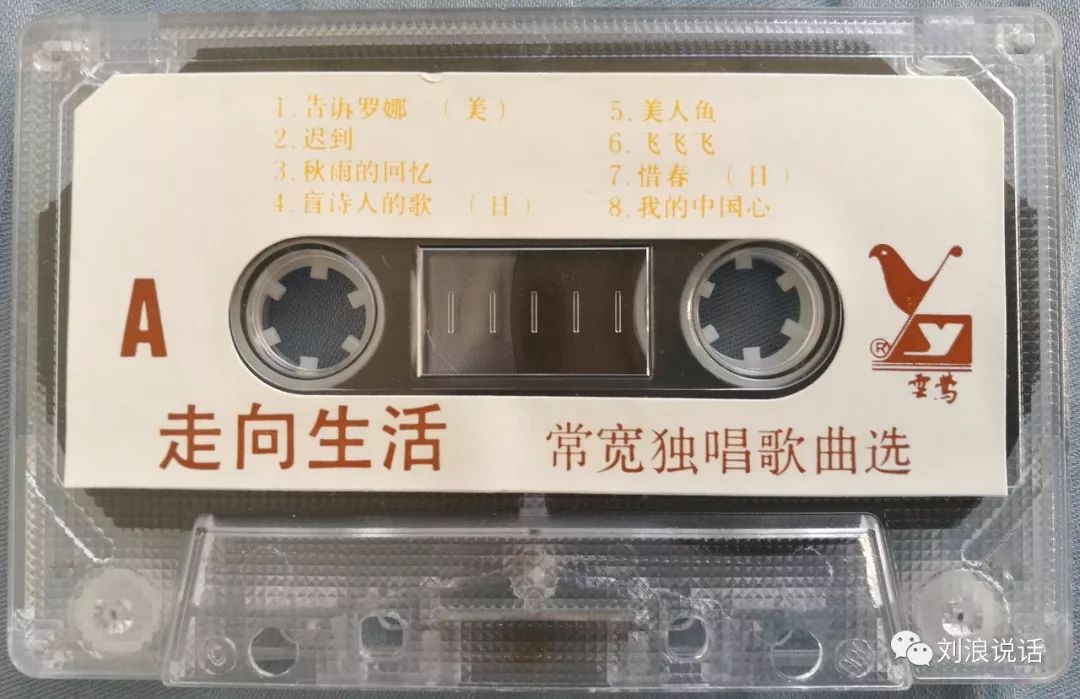 1.告诉罗娜 (美)
2.迟到
3.秋雨的回忆
4.盲诗人的歌 (日)
5.美人鱼
6.飞飞飞
7.惜春 (日)
8.我的中国心
A
y
®
云莺
走向生活
常宽独唱歌曲选
刘浪说话